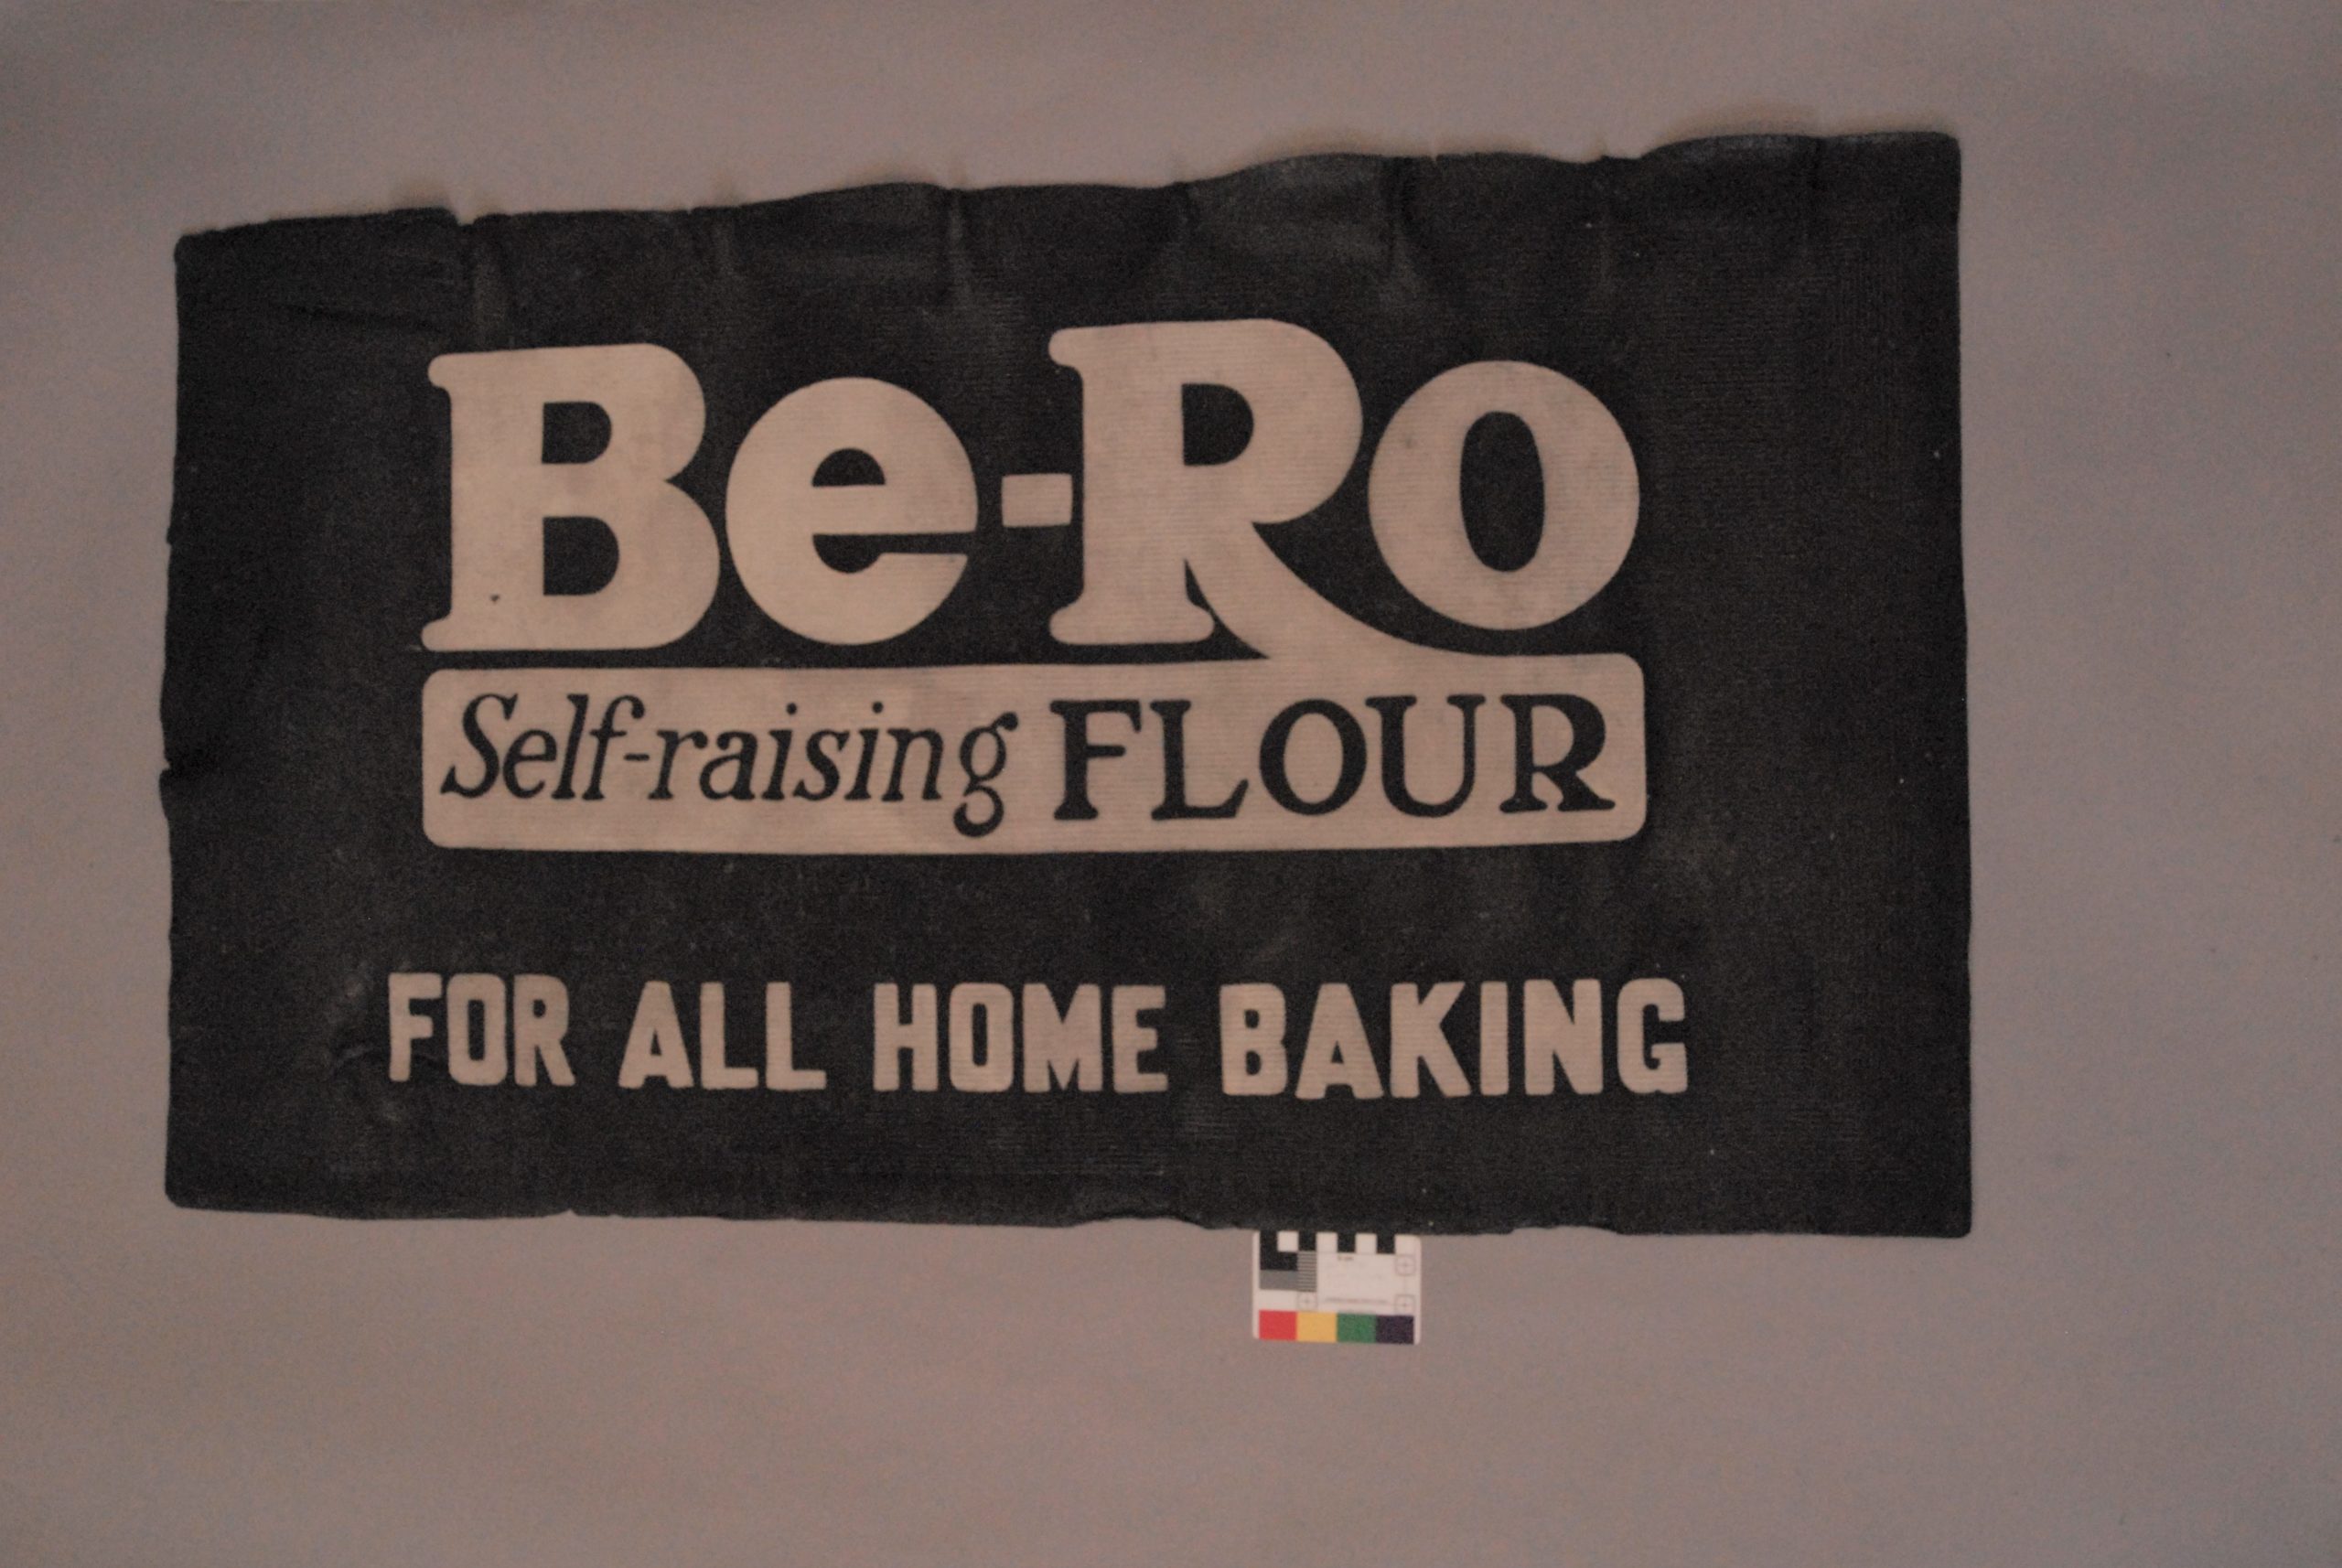 Be-Ro
Self-raising FLOUR
FOR ALL HOME BAKING